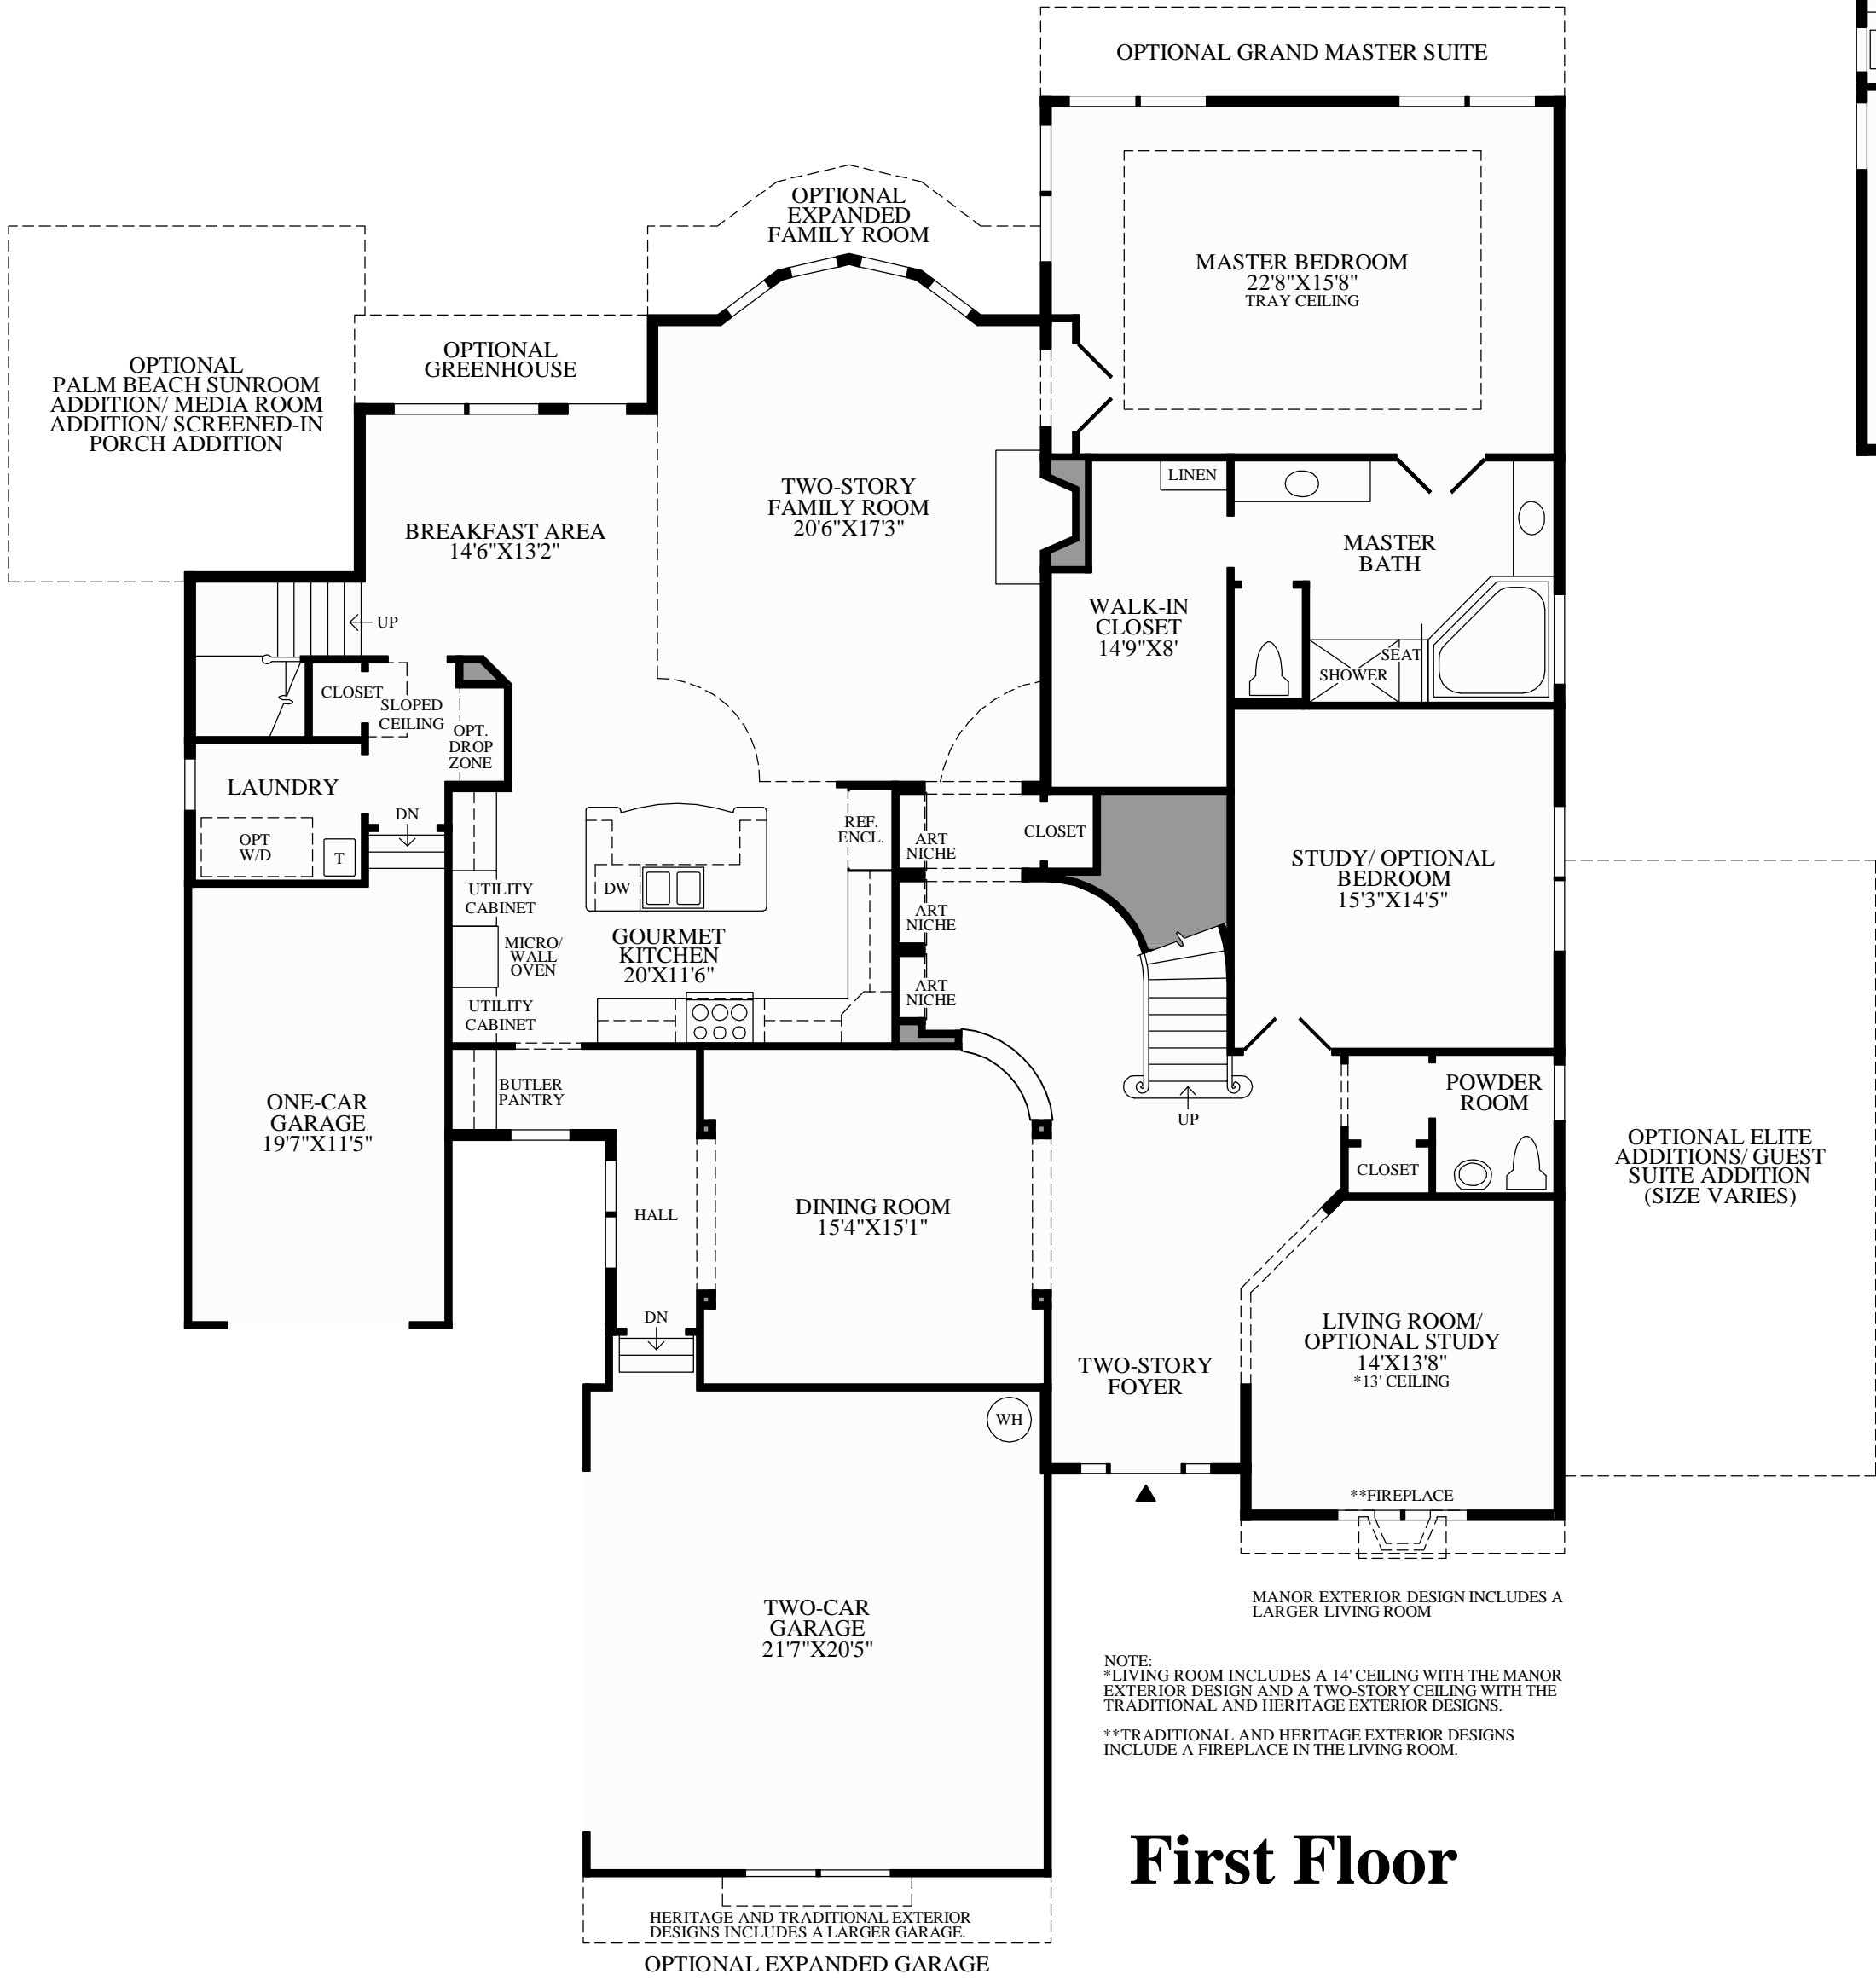 OPTIONAL GRAND MASTER SUITE
OPTIONAL
EXPANDED
FAMILY ROOM
MASTER BEDROOM
22'8"X15'8"
TRAY CEILING
OPTIONAL
GREENHOUSE
OPTIONAL
PALM BEACH SUNROOM
ADDITION/ MEDIA ROOM
ADDITION/ SCREENED-IN
PORCH ADDITION
TWO-STORY
FAMILY ROOM
20'6"X17'3"
BREAKFAST AREA
14'6"X13'2"
LINEN
MASTER
BATH
WALK-IN
CLOSET
14'9"X8'
UP
SEAT
SHOWER
CLOSET
SLOPED
CEILING
OPT.
DROP
ZONE
LAUNDRY
DN
OPT
W/D
T
REF.
ENCL.
ART
NICHE
CLOSET
STUDY/ OPTIONAL
BEDROOM
15'3"X14'5"
DW
UTILITY
CABINET
ART
NICHE
MICRO/
WALL
OVEN
GOURMET
KITCHEN
20'X11'6"
ART
NICHE
UTILITY
CABINET
BUTLER
PANTRY
ONE-CAR
GARAGE
19'7"X11'5"
UP
POWDER
ROOM
CLOSET
OPTIONAL ELITE
ADDITIONS/ GUEST
SUITE ADDITION
(SIZE VARIES)
HALL
DINING ROOM
15'4"X15'1"
DN
LIVING ROOM/
OPTIONAL STUDY
14'X13'8"
*13' CEILING
TWO-STORY
FOYER
WH
**FIREPLACE
MANOR EXTERIOR DESIGN INCLUDES A
LARGER LIVING ROOM
TWO-CAR
GARAGE
21'7"X20'5"
NOTE:
*LIVING ROOM INCLUDES A 14' CEILING WITH THE MANOR
EXTERIOR DESIGN AND A TWO-STORY CEILING WITH THE
TRADITIONAL AND HERITAGE EXTERIOR DESIGNS.
**TRADITIONAL AND HERITAGE EXTERIOR DESIGNS
INCLUDE A FIREPLACE IN THE LIVING ROOM.
First Floor
HERITAGE AND TRADITIONAL EXTERIOR
DESIGNS INCLUDES A LARGER GARAGE.
OPTIONAL EXPANDED GARAGE